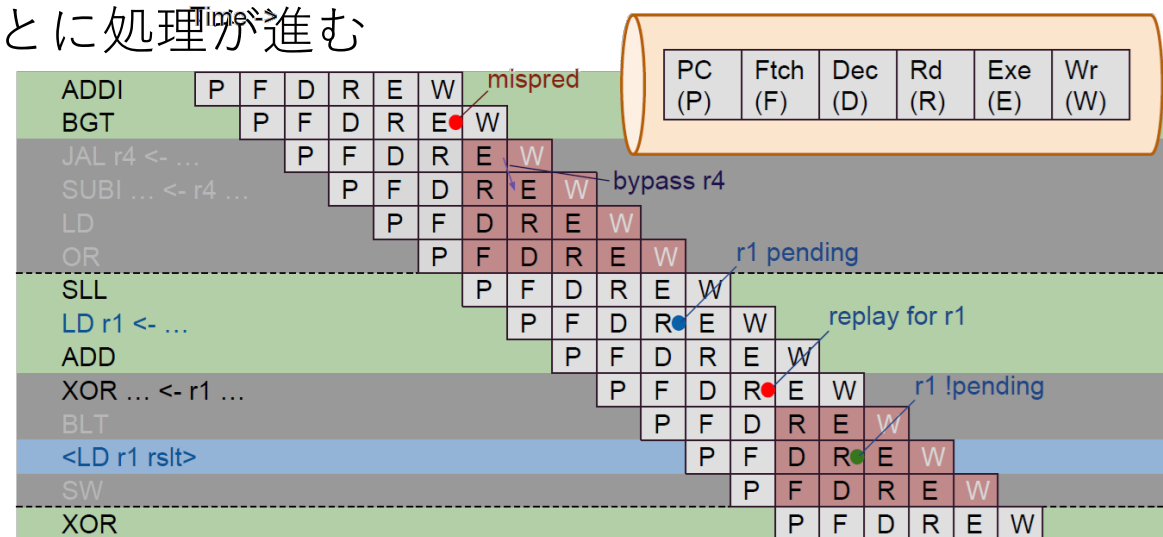 Time ->
とに処理が進む
PC (P) Ftch (F) Dec (D) Rd (R) Exe (E) Wr (W)
ADDI P F D R E W mispred
BGT P F D R E W
JAL r4 <- … P F D R E W
SUBI … <- r4 … P F D R E W bypass r4
LD P F D R E W
OR P F D R E W r1 pending
SLL P F D R E W
LD r1 <- … P F D R E W replay for r1
ADD P F D R E W
XOR … <- r1 … P F D R E W r1 !pending
BLT P F D R E W
<LD r1 rslt> P F D R E W
SW P F D R E W
XOR P F D R E W